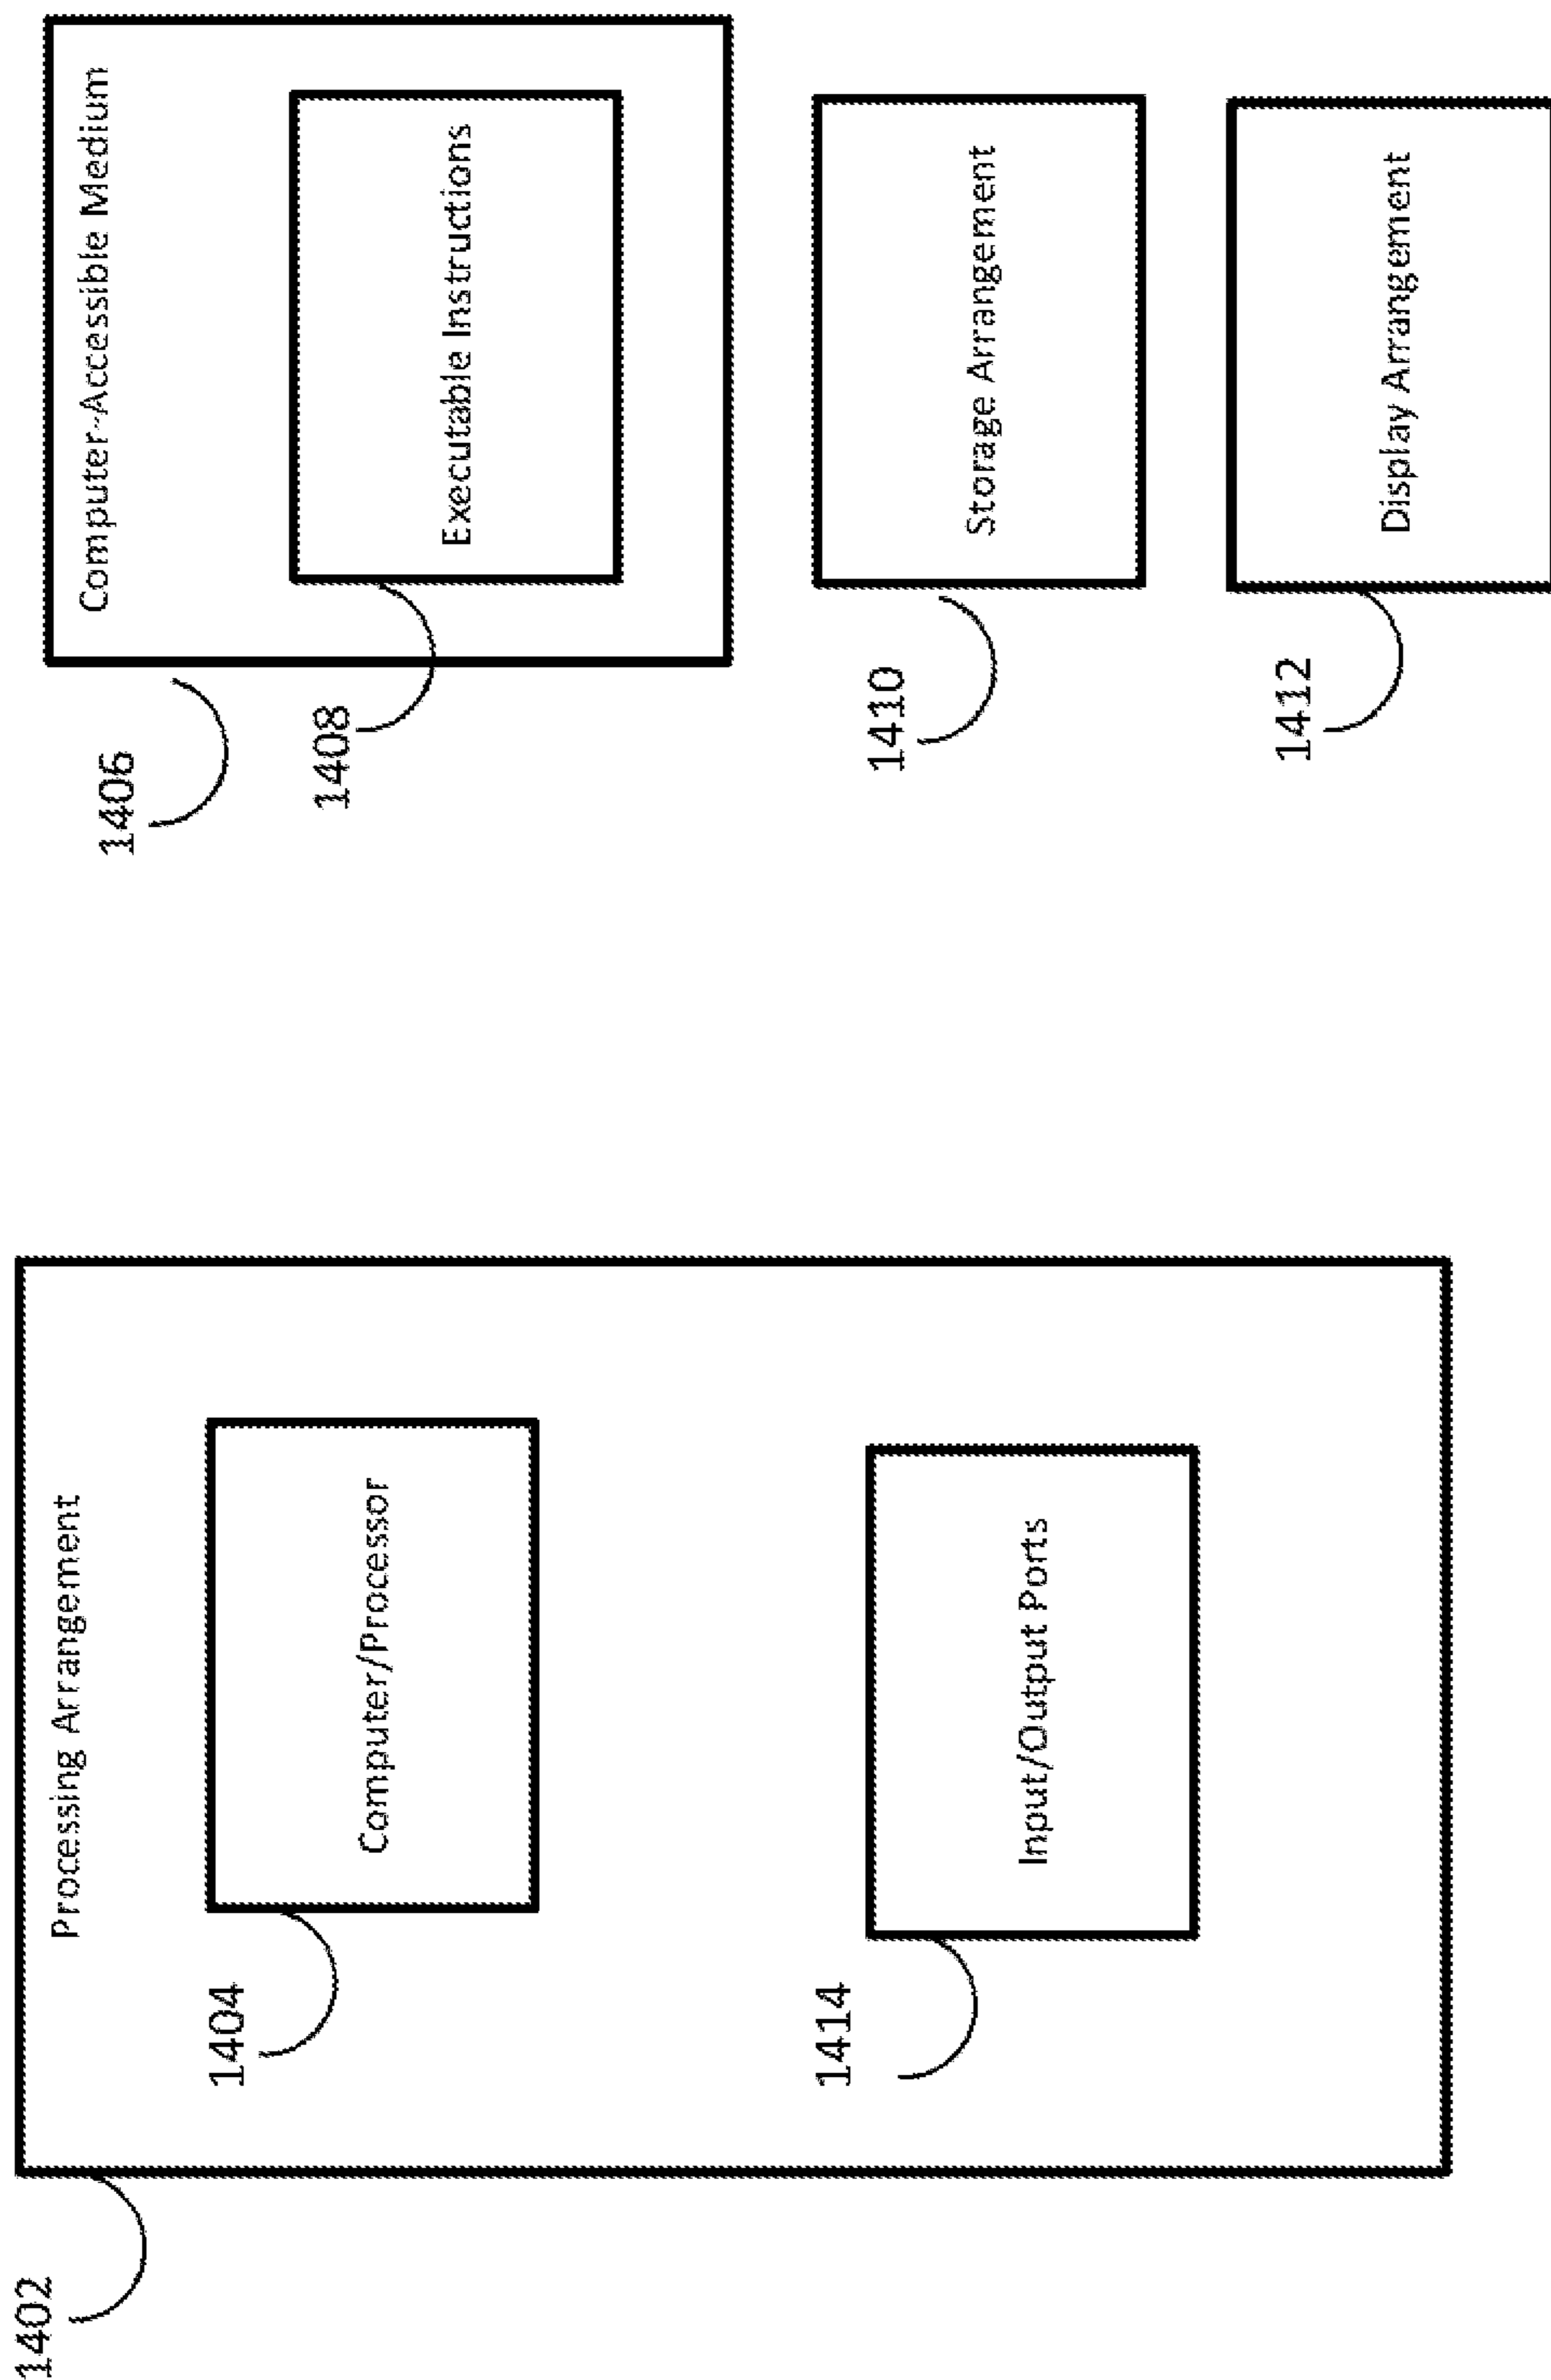 1402
Processing Arrangement
1404
Computer/Processor
1414
Input/Output Ports
1406
Computer-Accessible Medium
1408
Executable Instructions
1410
Storage Arrangement
1412
Display Arrangement